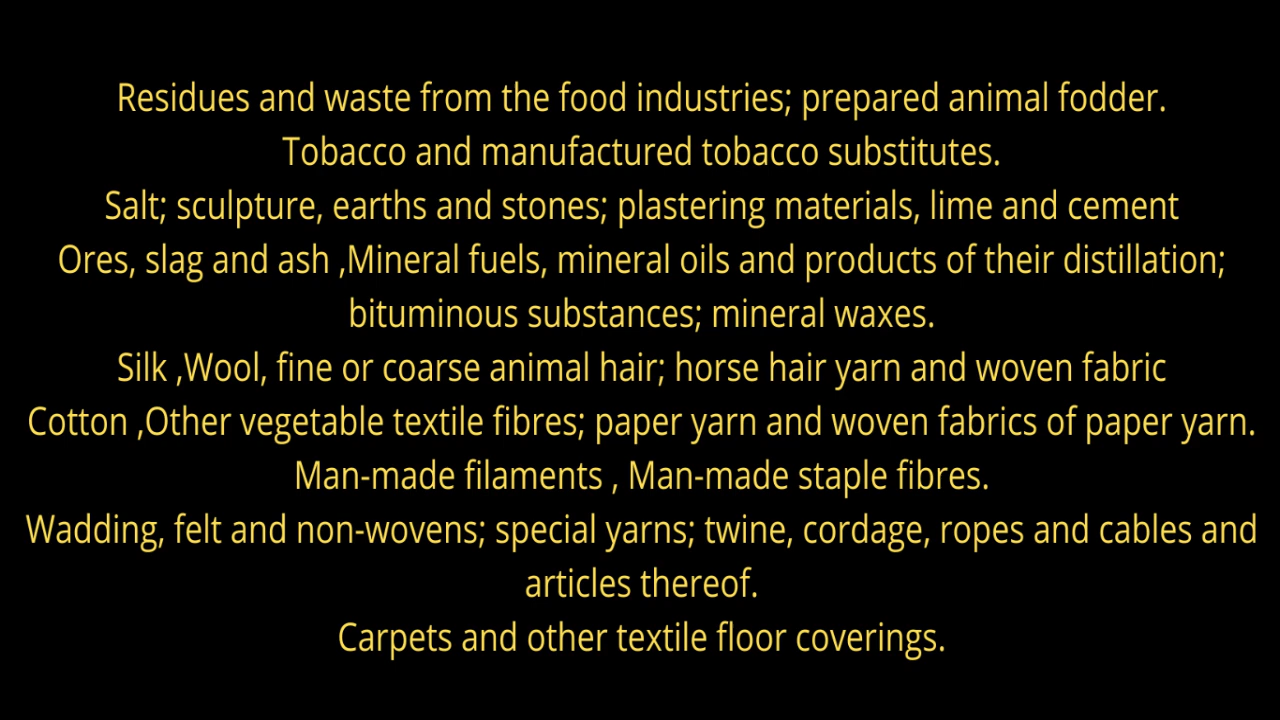 Residues and waste from the food industries; prepared animal fodder.
Tobacco and manufactured tobacco substitutes.
Salt; sculpture, earths and stones; plastering materials, lime and cement
Ores, slag and ash ,Mineral fuels, mineral oils and products of their distillation;
bituminous substances; mineral waxes.
Silk ,Wool, fine or coarse animal hair; horse hair yarn and woven fabric
Cotton ,Other vegetable textile fibres; paper yarn and woven fabrics of paper yarn.
Man-made filaments , Man-made staple fibres.
Wadding, felt and non-wovens; special yarns; twine, cordage, ropes and cables and
articles thereof.
Carpets and other textile floor coverings.